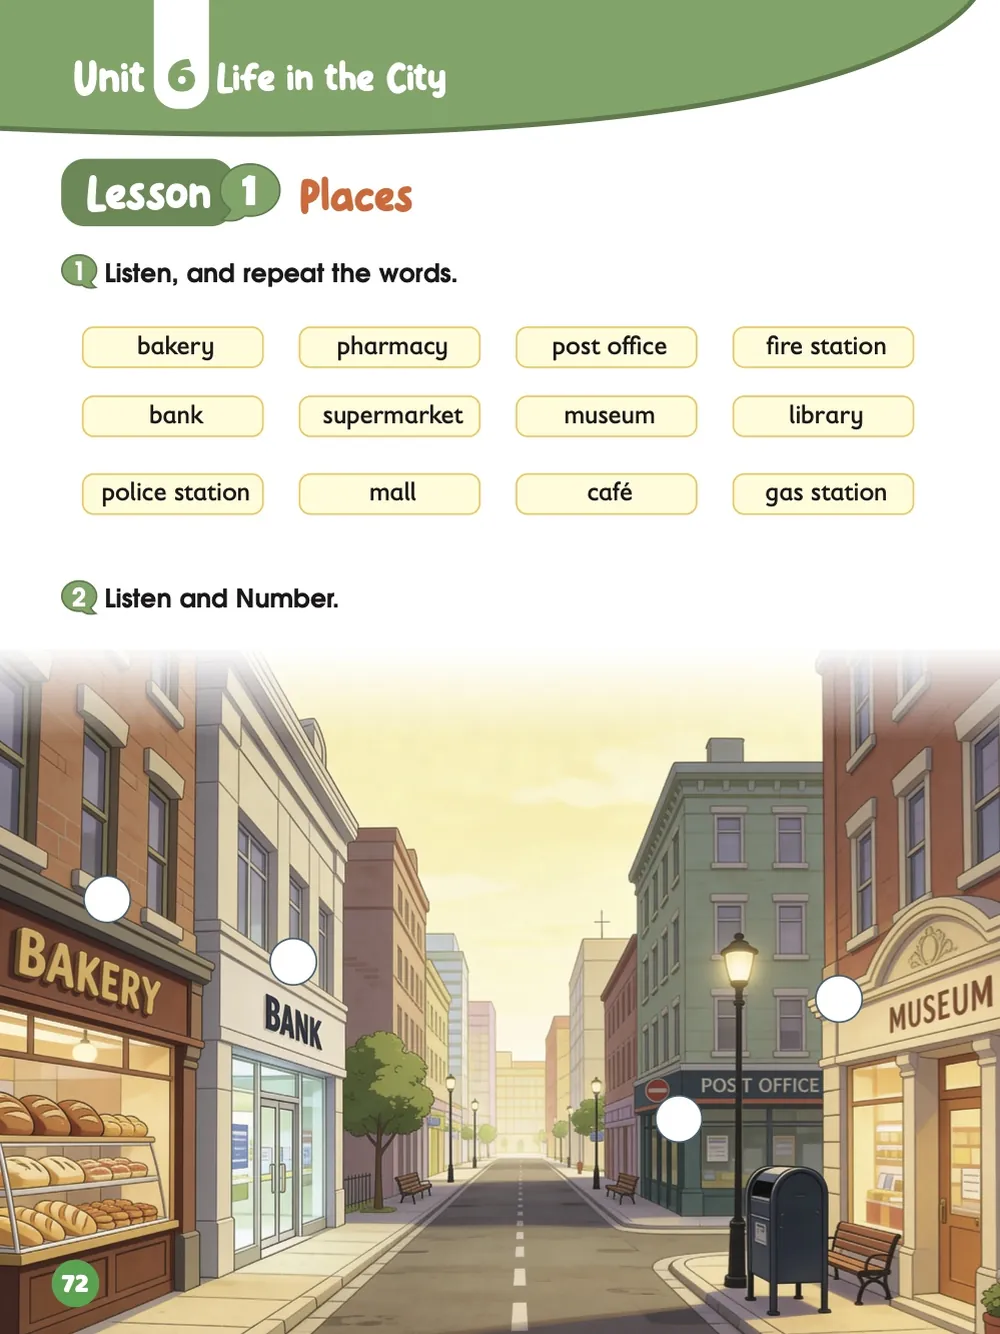 Unit 6 Life in the City
Lesson 1 Places
1 Listen, and repeat the words.
bakery pharmacy post office fire station
bank supermarket museum library
police station mall café gas station
2 Listen and Number.
BAKERY
BANK
MUSEUM
POST OFFICE
72